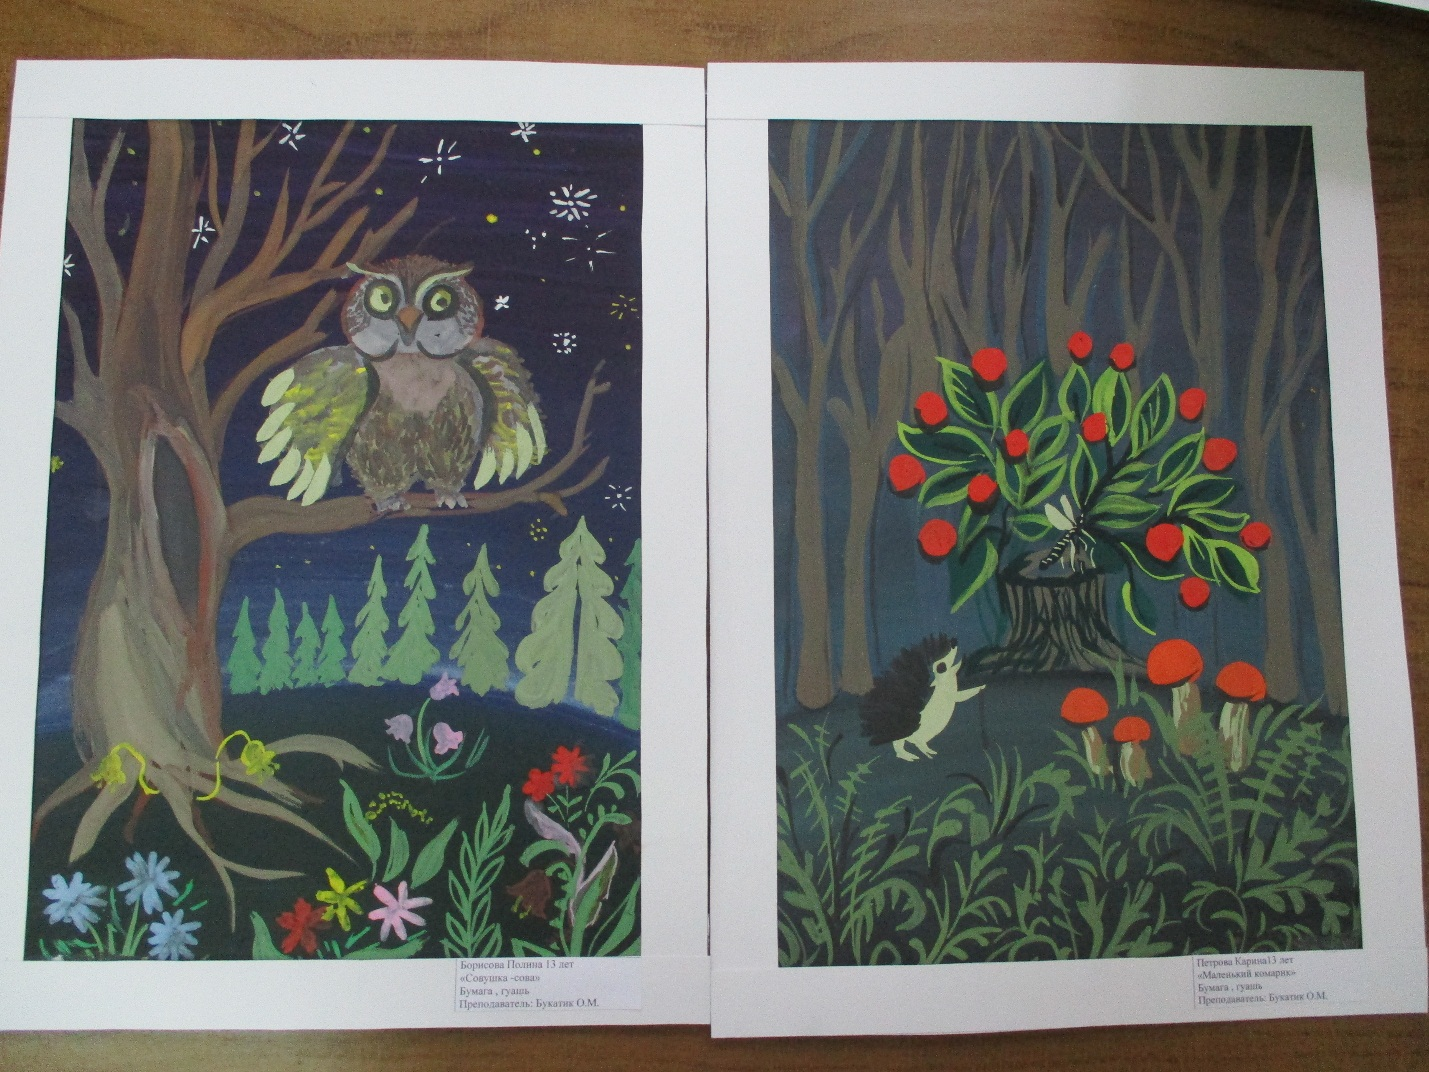 Борисова Полина 13 лет
«Совушка -сова»
Бумага , гуашь
Преподаватель: Букатик О.М.
Петрова Карина13 лет
«Маленький комарик»
Бумага , гуашь
Преподаватель: Букатик О.М.